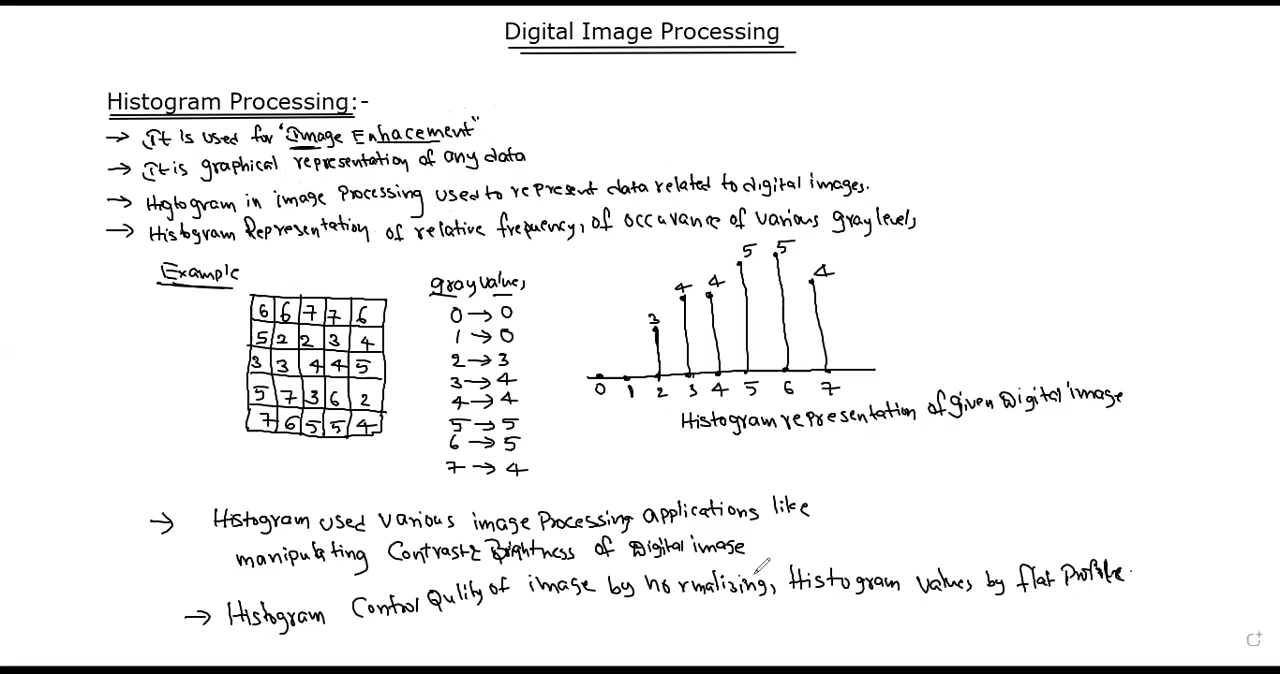 Digital Image Processing
Histogram Processing:-
→ It is used for "Image Enhacement"
→ It is graphical representation of any data
→ Histogram in image Processing used to represent data related to digital images.
→ Histogram Representation of relative frequency, of occurance of various gray levels
Example
6 6 7 7 6
5 2 2 3 4
3 3 4 4 5
5 7 3 6 2
7 6 5 5 4
gray values
0 → 0
1 → 0
2 → 3
3 → 4
4 → 4
5 → 5
6 → 5
7 → 4
3 4 4 5 5 4
0 1 2 3 4 5 6 7
Histogram representation of given Digital image
→ Histogram used various image Processing applications like
manipulating Contrast & Brightness of Digital image
→ Histogram Control Qulity of image by normalising, Histogram values by flat Profile.